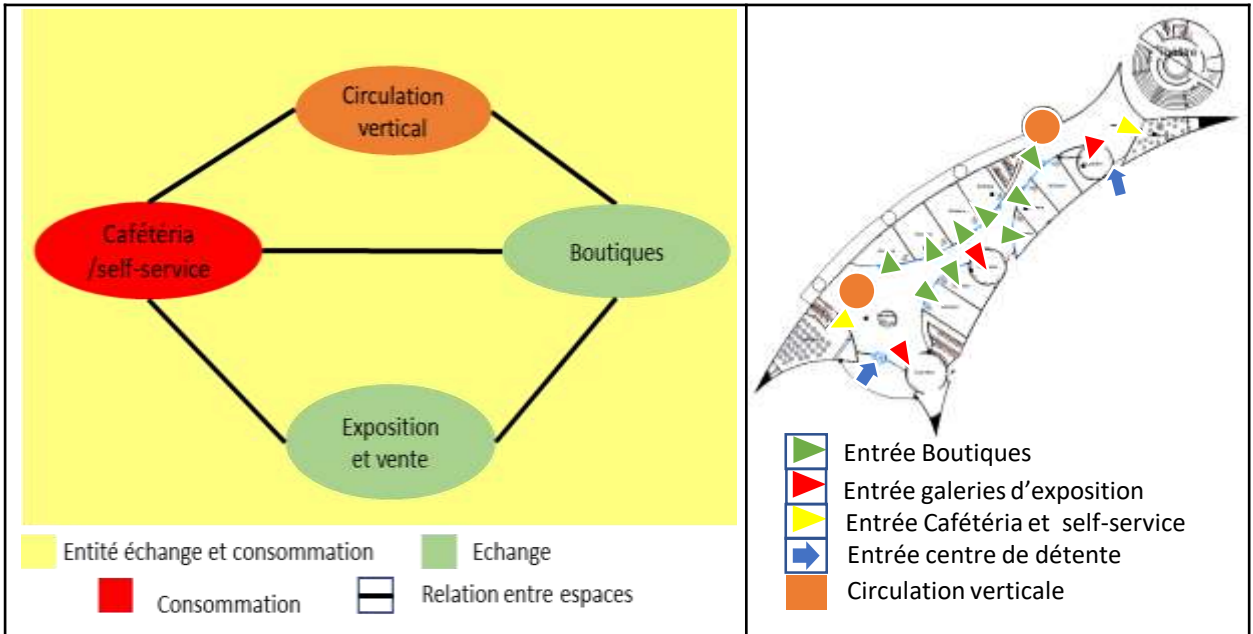 Circulation
vertical
Cafétéria
/self-service
Boutiques
Exposition
et vente
Entité échange et consommation
Echange
Consommation
Relation entre espaces
Entrée Boutiques
Entrée galeries d'exposition
Entrée Cafétéria et self-service
Entrée centre de détente
Circulation verticale